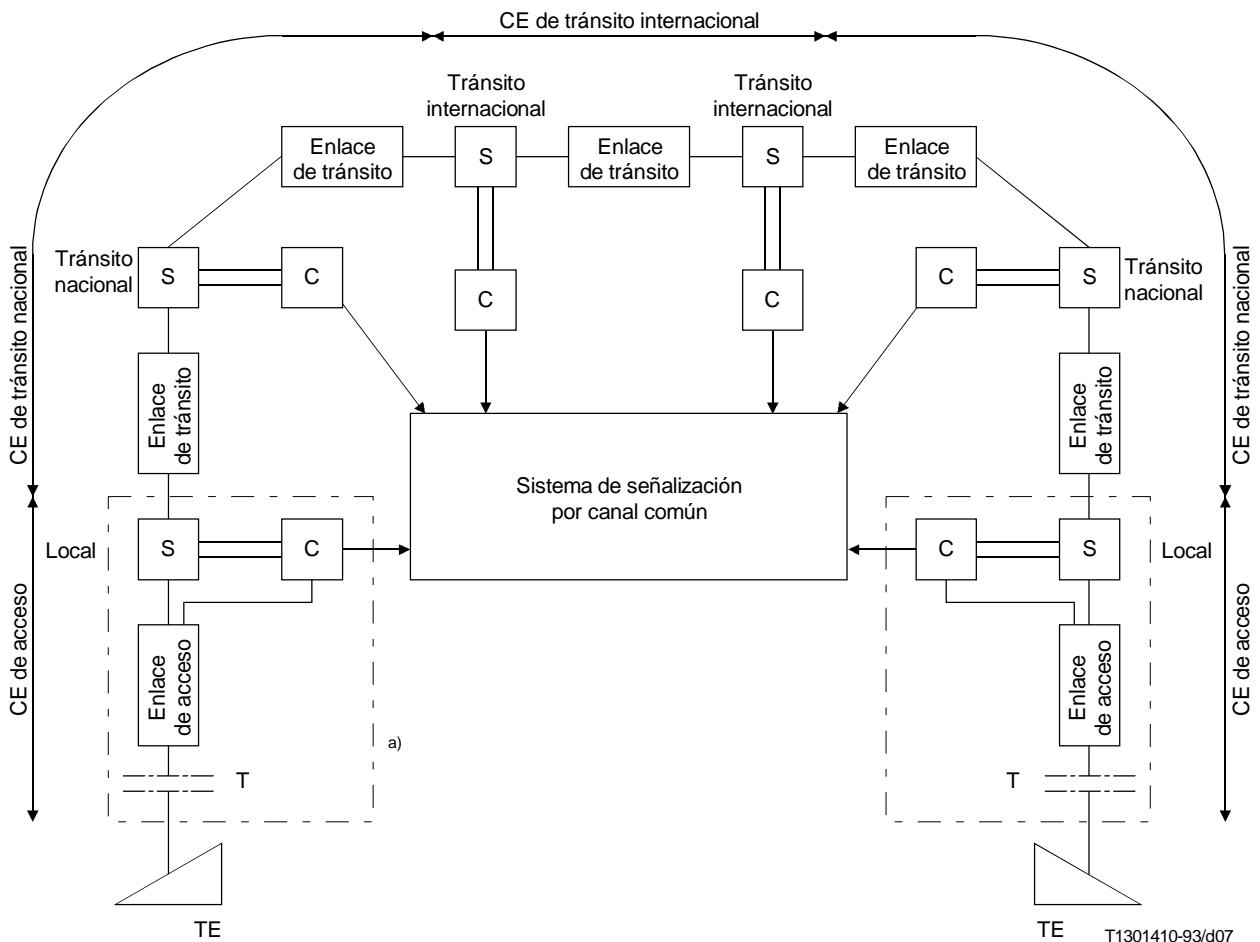 CE de tránsito internacional
Tránsito
internacional
Tránsito
internacional
Enlace
de tránsito
S
Enlace
de tránsito
S
Enlace
de tránsito
CE de tránsito nacional
Tránsito
nacional
S
C
C
C
C
S
Tránsito
nacional
CE de tránsito nacional
Enlace
de tránsito
Enlace
de tránsito
Sistema de señalización
por canal común
Local
S
C
C
S
Local
CE de acceso
Enlace
de acceso
Enlace
de acceso
CE de acceso
a)
T
T
TE
TE
T1301410-93/d07